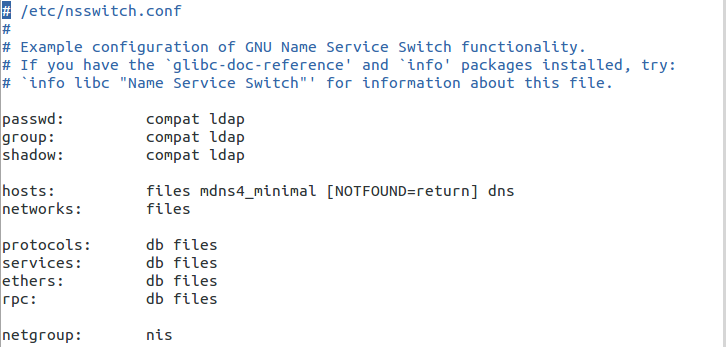 # /etc/nsswitch.conf
#
# Example configuration of GNU Name Service Switch functionality.
# If you have the `glibc-doc-reference' and `info' packages installed, try:
# `info libc "Name Service Switch"' for information about this file.

passwd:         compat ldap
group:          compat ldap
shadow:         compat ldap

hosts:          files mdns4_minimal [NOTFOUND=return] dns
networks:       files

protocols:      db files
services:       db files
ethers:         db files
rpc:            db files

netgroup:       nis